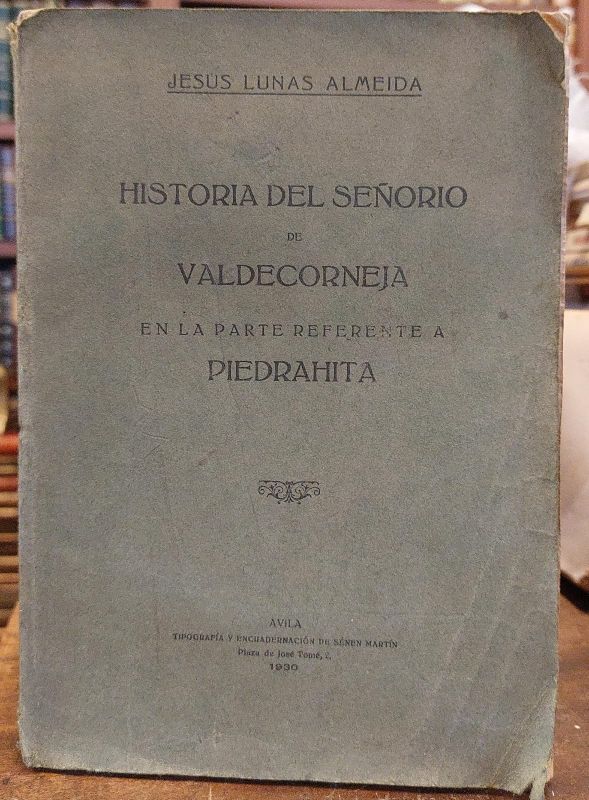 JESÚS LUNAS ALMEIDA
HISTORIA DEL SEÑORIO
DE
VALDECORNEJA
EN LA PARTE REFERENTE A
PIEDRAHITA
AVILA
TIPOGRAFÍA Y ENCUADERNACIÓN DE SÉNEN MARTÍN
Plaza de José Tomé, 2.
1930